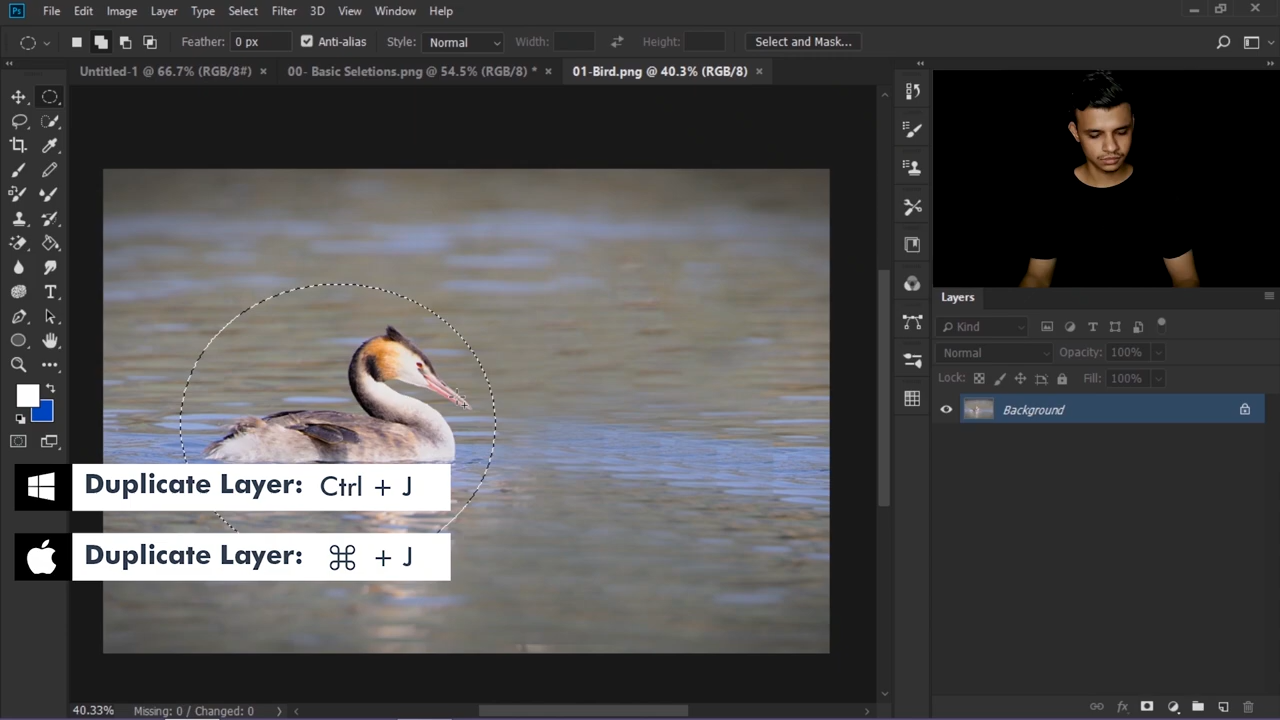 Ps File Edit Image Layer Type Select Filter 3D View Window Help
Feather: 0 px Anti-alias Style: Normal Width: Height: Select and Mask...
Untitled-1 @ 66.7% (RGB/8#) × 00- Basic Seletions.png @ 54.5% (RGB/8) * × 01-Bird.png @ 40.3% (RGB/8) ×
Layers
Kind
Normal Opacity: 100%
Lock: Fill: 100%
Background
Duplicate Layer: Ctrl + J
Duplicate Layer: ⌘ + J
40.33% Missing: 0 / Changed: 0